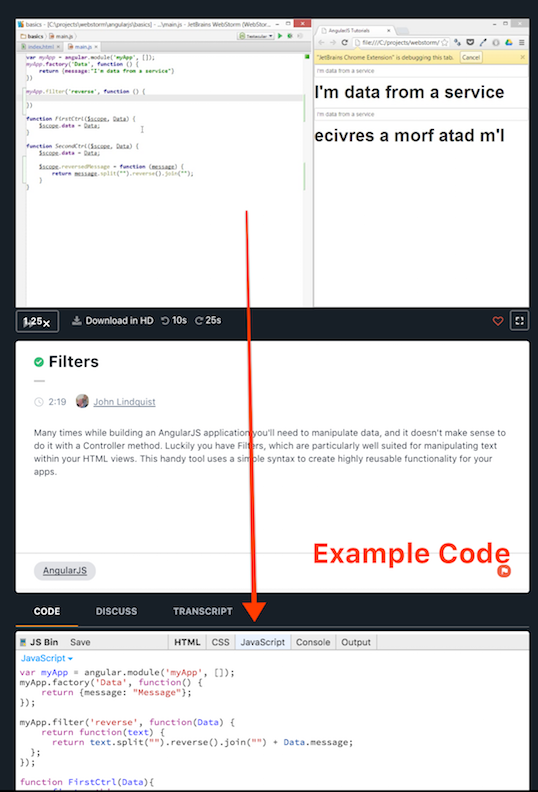 basics - [C:\projects\webstorm\angularjs\basics] - ...\main.js - JetBrains WebStorm [WebStor...
basics main.js
index.html main.js
var myApp = angular.module('myApp', []);
myApp.factory('Data', function () {
return {message:"I'm data from a service"}
})
myApp.filter('reverse', function () {
})
function FirstCtrl($scope, Data) {
$scope.data = Data;
}
function SecondCtrl($scope, Data) {
$scope.data = Data;
$scope.reversedMessage = function (message) {
return message.split("").reverse().join("");
}
}
AngularJS Tutorials
file:///C:/projects/webstorm/
"JetBrains Chrome Extension" is debugging this tab. Cancel
I'm data from a service
I'm data from a service
I'm data from a service
ecivres a morf atad m'I
1.25x Download in HD 10s 25s
Filters
2:19 John Lindquist
Many times while building an AngularJS application you'll need to manipulate data, and it doesn't make sense to
do it with a Controller method. Luckily you have Filters, which are particularly well suited for manipulating text
within your HTML views. This handy tool uses a simple syntax to create highly reusable functionality for your
apps.
Example Code
AngularJS
CODE DISCUSS TRANSCRIPT
JS Bin Save HTML CSS JavaScript Console Output
JavaScript
var myApp = angular.module('myApp', []);
myApp.factory('Data', function() {
return {message: "Message"};
});
myApp.filter('reverse', function(Data) {
return function(text) {
return text.split("").reverse().join("") + Data.message;
};
});
function FirstCtrl(Data){